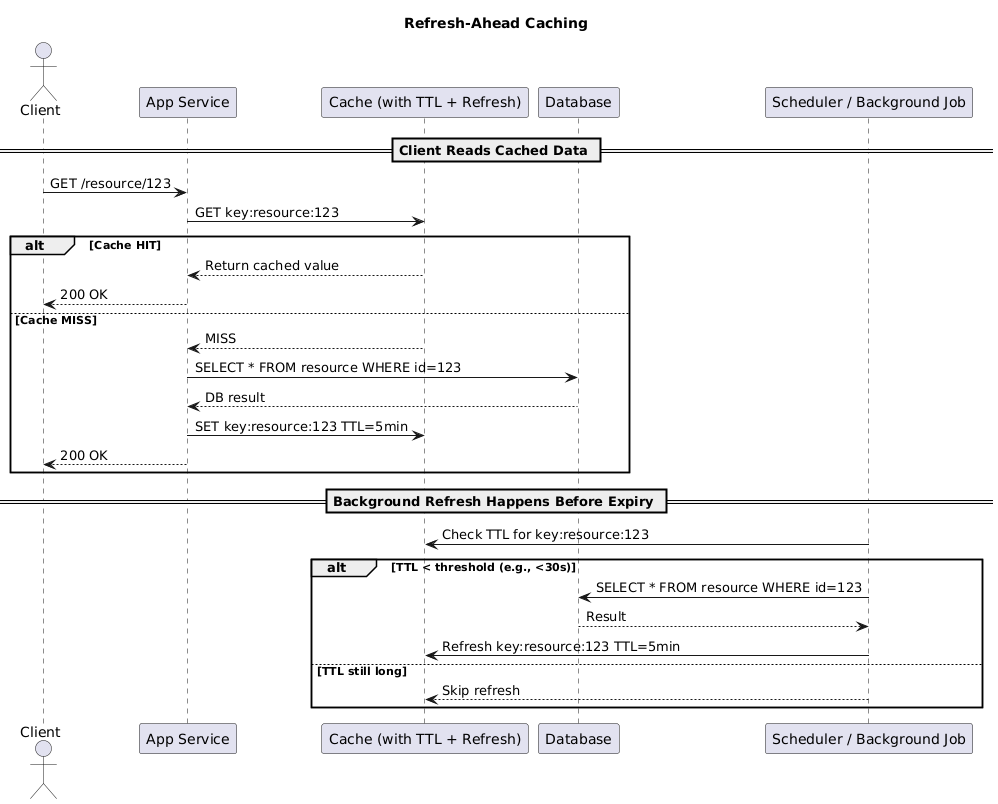 Refresh-Ahead Caching
Client
App Service
Cache (with TTL + Refresh)
Database
Scheduler / Background Job
Client Reads Cached Data
GET /resource/123
GET key:resource:123
alt
[Cache HIT]
Return cached value
200 OK
[Cache MISS]
MISS
SELECT * FROM resource WHERE id=123
DB result
SET key:resource:123 TTL=5min
200 OK
Background Refresh Happens Before Expiry
Check TTL for key:resource:123
alt
[TTL < threshold (e.g., <30s)]
SELECT * FROM resource WHERE id=123
Result
Refresh key:resource:123 TTL=5min
[TTL still long]
Skip refresh
Client
App Service
Cache (with TTL + Refresh)
Database
Scheduler / Background Job